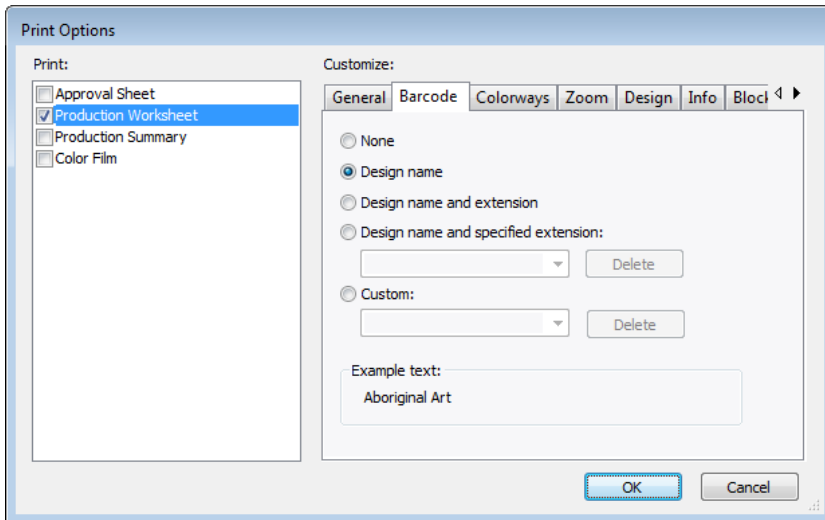 Print Options
Print:
Approval Sheet
Production Worksheet
Production Summary
Color Film
Customize:
General Barcode Colorways Zoom Design Info Block
None
Design name
Design name and extension
Design name and specified extension:
Delete
Custom:
Delete
Example text:
Aboriginal Art
OK Cancel